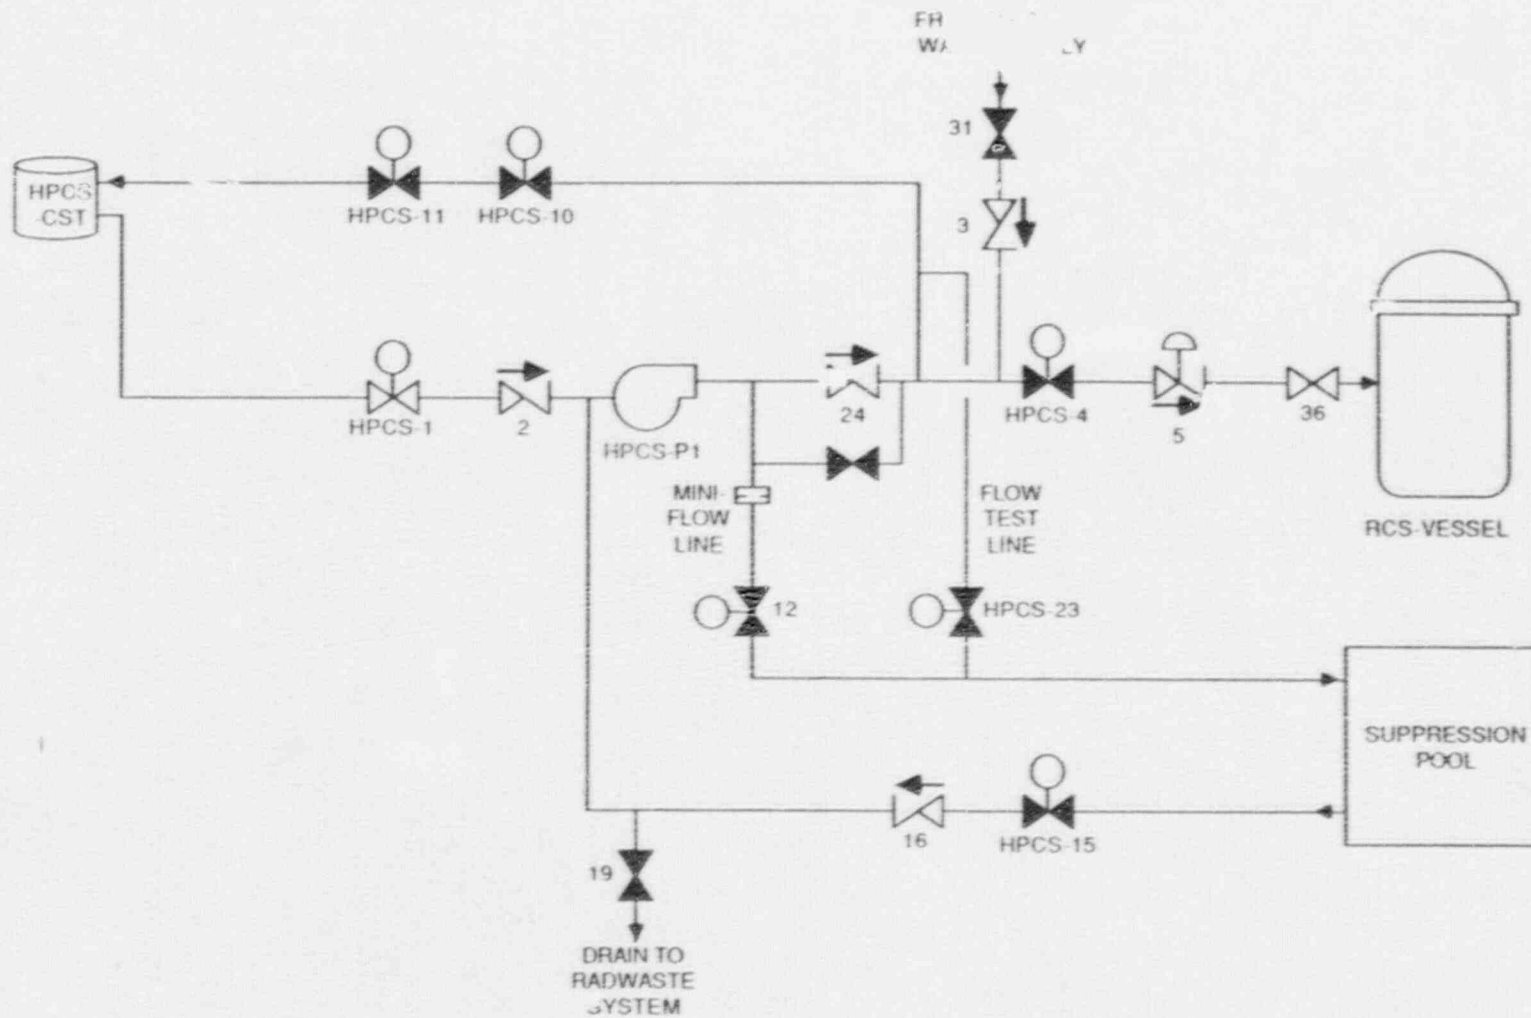 31
HPCS
-CST
HPCS-11
HPCS-10
3
HPCS-1
2
HPCS-P1
24
HPCS-4
5
36
MINI-
FLOW
LINE
FLOW
TEST
LINE
RCS-VESSEL
12
HPCS-23
SUPPRESSION
POOL
16
HPCS-15
19
DRAIN TO
RADWASTE
SYSTEM